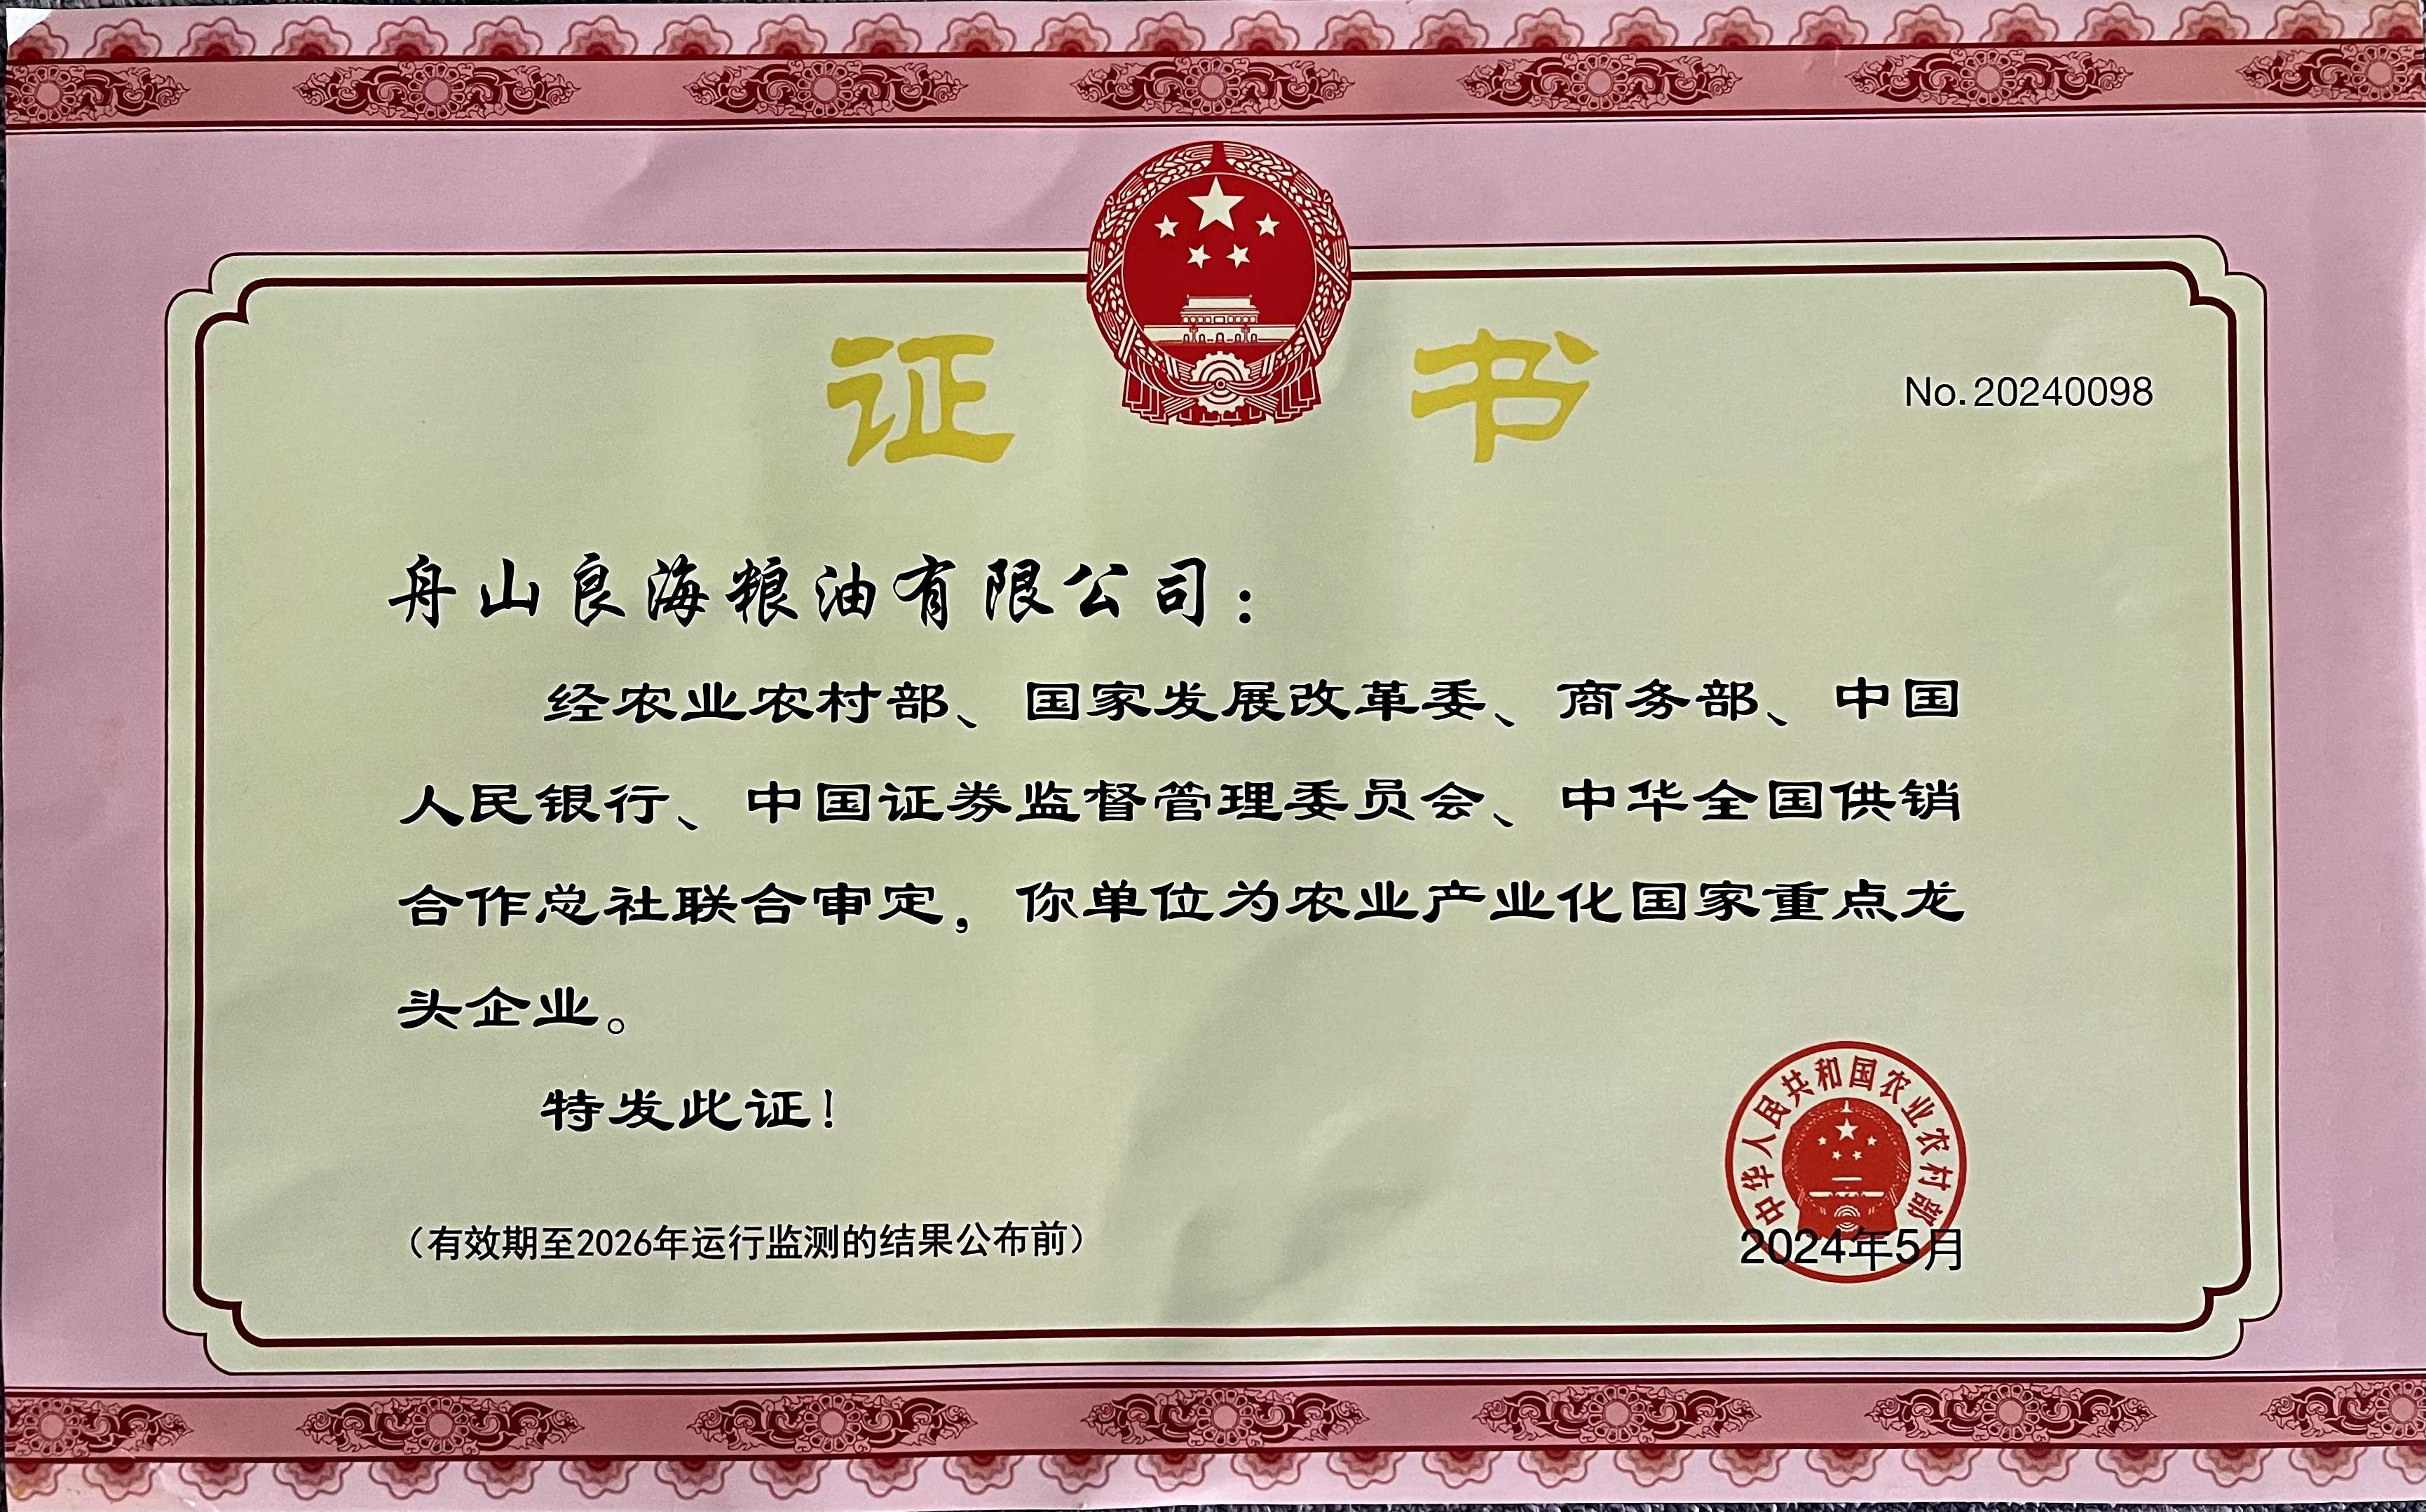 证书
No.20240098
舟山良海粮油有限公司：
经农业农村部、国家发展改革委、商务部、中国
人民银行、中国证券监督管理委员会、中华全国供销
合作总社联合审定，你单位为农业产业化国家重点龙
头企业。
特发此证！
中华人民共和国农业农村部
（有效期至2026年运行监测的结果公布前）
2024年5月